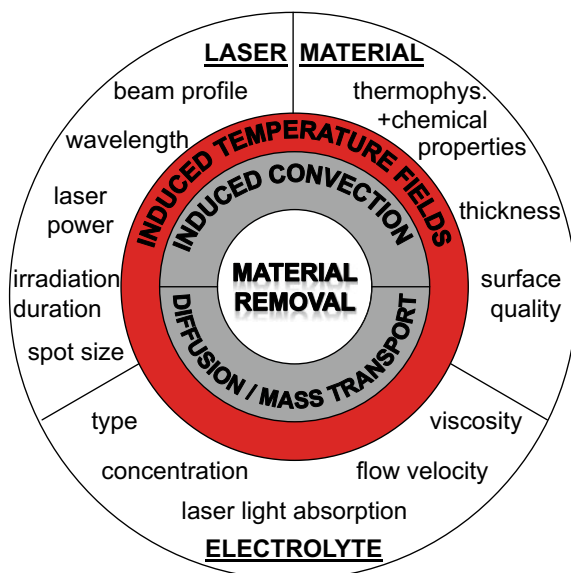 LASER
beam profile
wavelength
laser
power
irradiation
duration
spot size
MATERIAL
thermophys.
+chemical
properties
thickness
surface
quality
INDUCED TEMPERATURE FIELDS
INDUCED CONVECTION
MATERIAL
REMOVAL
DIFFUSION / MASS TRANSPORT
type
viscosity
concentration
flow velocity
laser light absorption
ELECTROLYTE